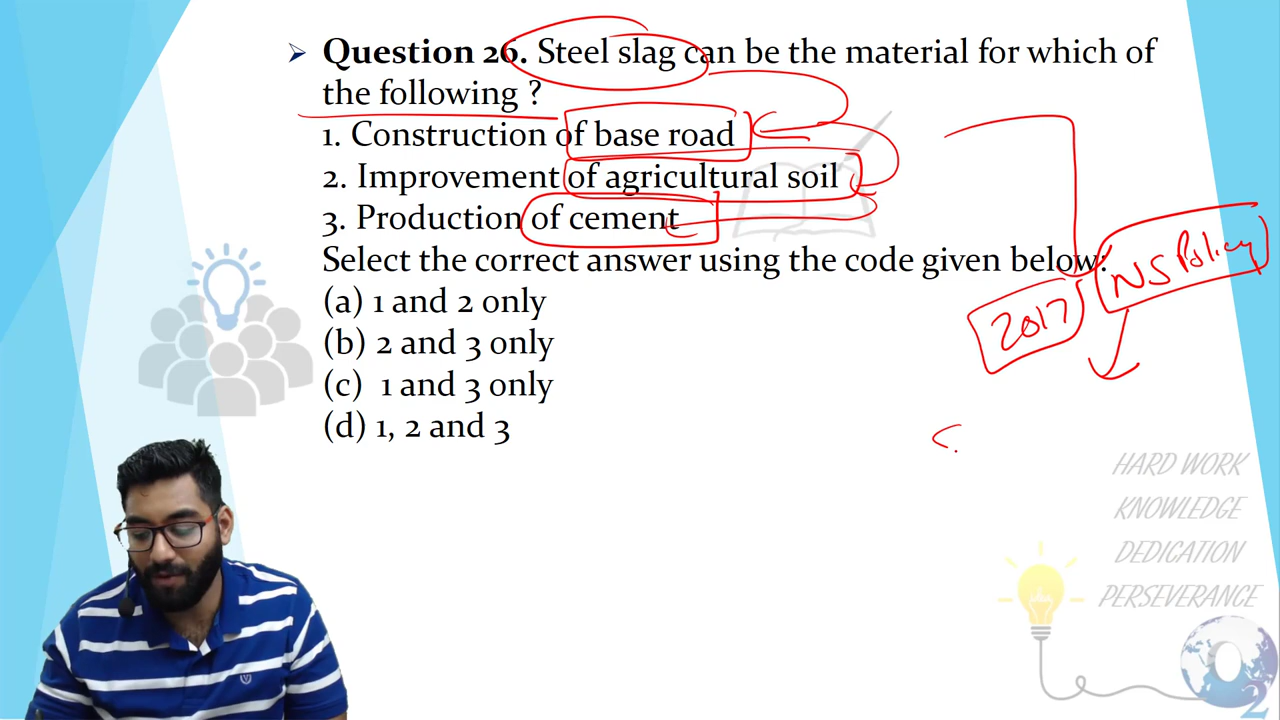 ➤ Question 26. Steel slag can be the material for which of
the following ?
1. Construction of base road
2. Improvement of agricultural soil
3. Production of cement
Select the correct answer using the code given below:
(a) 1 and 2 only
(b) 2 and 3 only
(c) 1 and 3 only
(d) 1, 2 and 3
2017
NS Policy
HARD WORK
KNOWLEDGE
DEDICATION
PERSEVERANCE
2